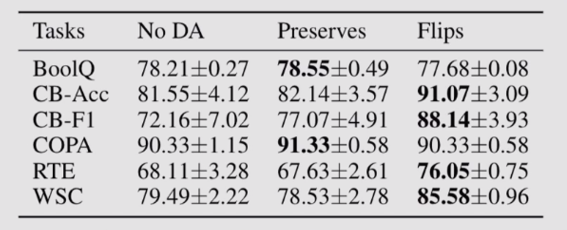 Tasks No DA Preserves Flips
BoolQ 78.21±0.27 78.55±0.49 77.68±0.08
CB-Acc 81.55±4.12 82.14±3.57 91.07±3.09
CB-F1 72.16±7.02 77.07±4.91 88.14±3.93
COPA 90.33±1.15 91.33±0.58 90.33±0.58
RTE 68.11±3.28 67.63±2.61 76.05±0.75
WSC 79.49±2.22 78.53±2.78 85.58±0.96